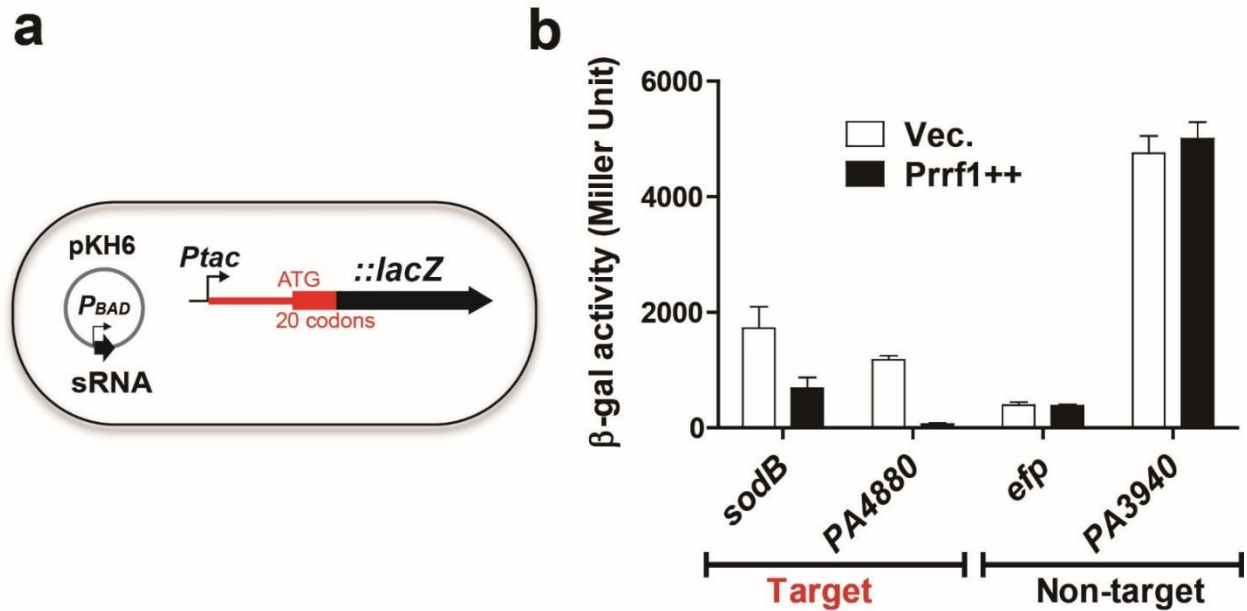 a
pKH6
PBAD
sRNA
Ptac
ATG
::lacZ
20 codons
b
β-gal activity (Miller Unit)
6000
4000
2000
0
Vec.
Prrf1++
sodB
PA4880
efp
PA3940
Target
Non-target